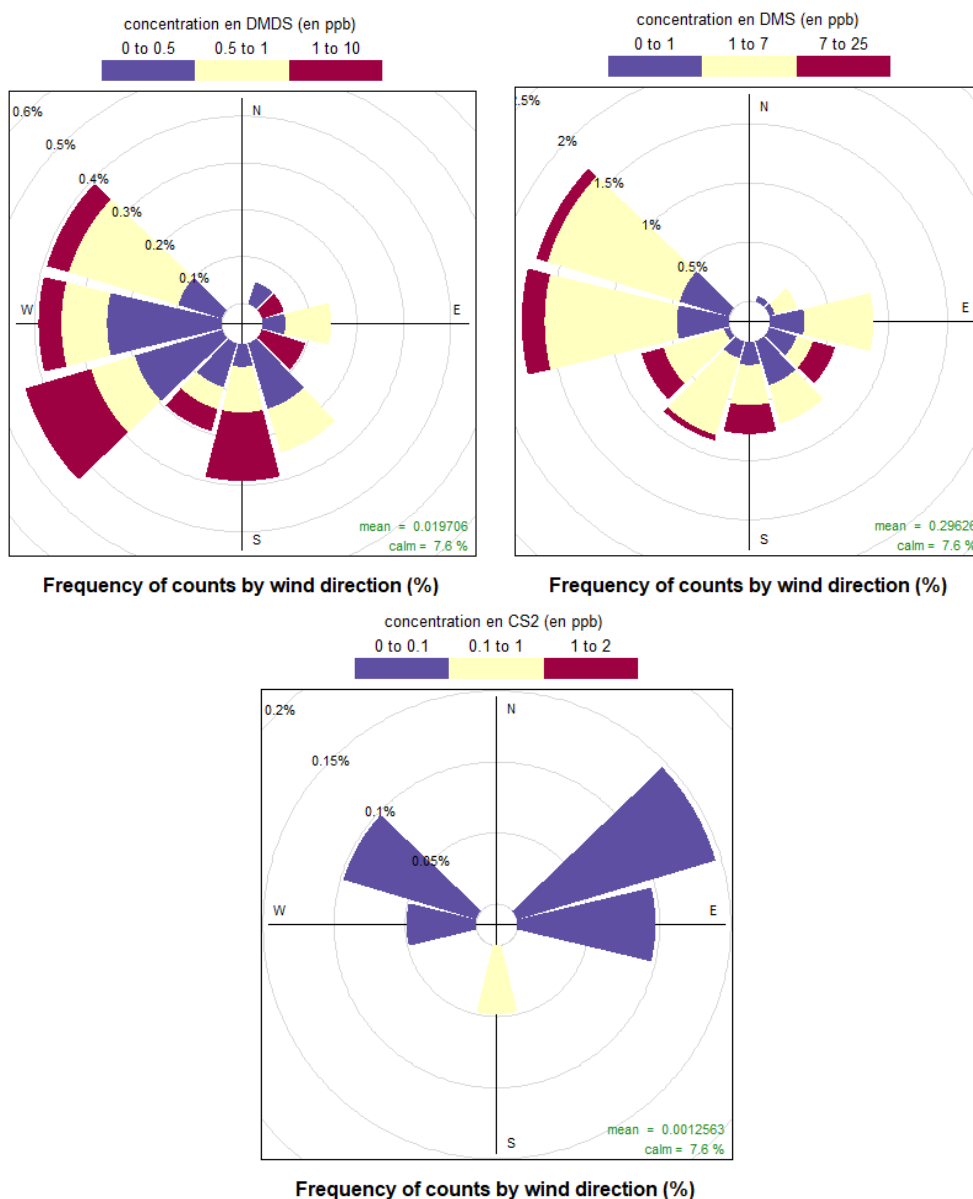 concentration en DMDS (en ppb)
0 to 0.5 0.5 to 1 1 to 10
0.6%
0.5%
0.4%
0.3%
0.2%
0.1%
N
W
E
S
mean = 0.019706
calm = 7.6 %
Frequency of counts by wind direction (%)
concentration en DMS (en ppb)
0 to 1 1 to 7 7 to 25
.5%
2%
1.5%
1%
0.5%
N
E
S
mean = 0.29626
calm = 7.6 %
Frequency of counts by wind direction (%)
concentration en CS2 (en ppb)
0 to 0.1 0.1 to 1 1 to 2
0.2%
0.15%
0.1%
0.05%
N
W
E
S
mean = 0.0012563
calm = 7.6 %
Frequency of counts by wind direction (%)